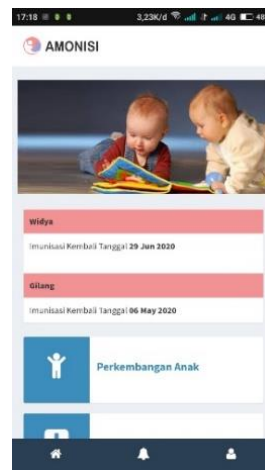 17:18 3,23K/d 4G 48
AMONISI
Widya
Imunisasi Kembali Tanggal 29 Jun 2020
Gilang
Imunisasi Kembali Tanggal 06 May 2020
Perkembangan Anak